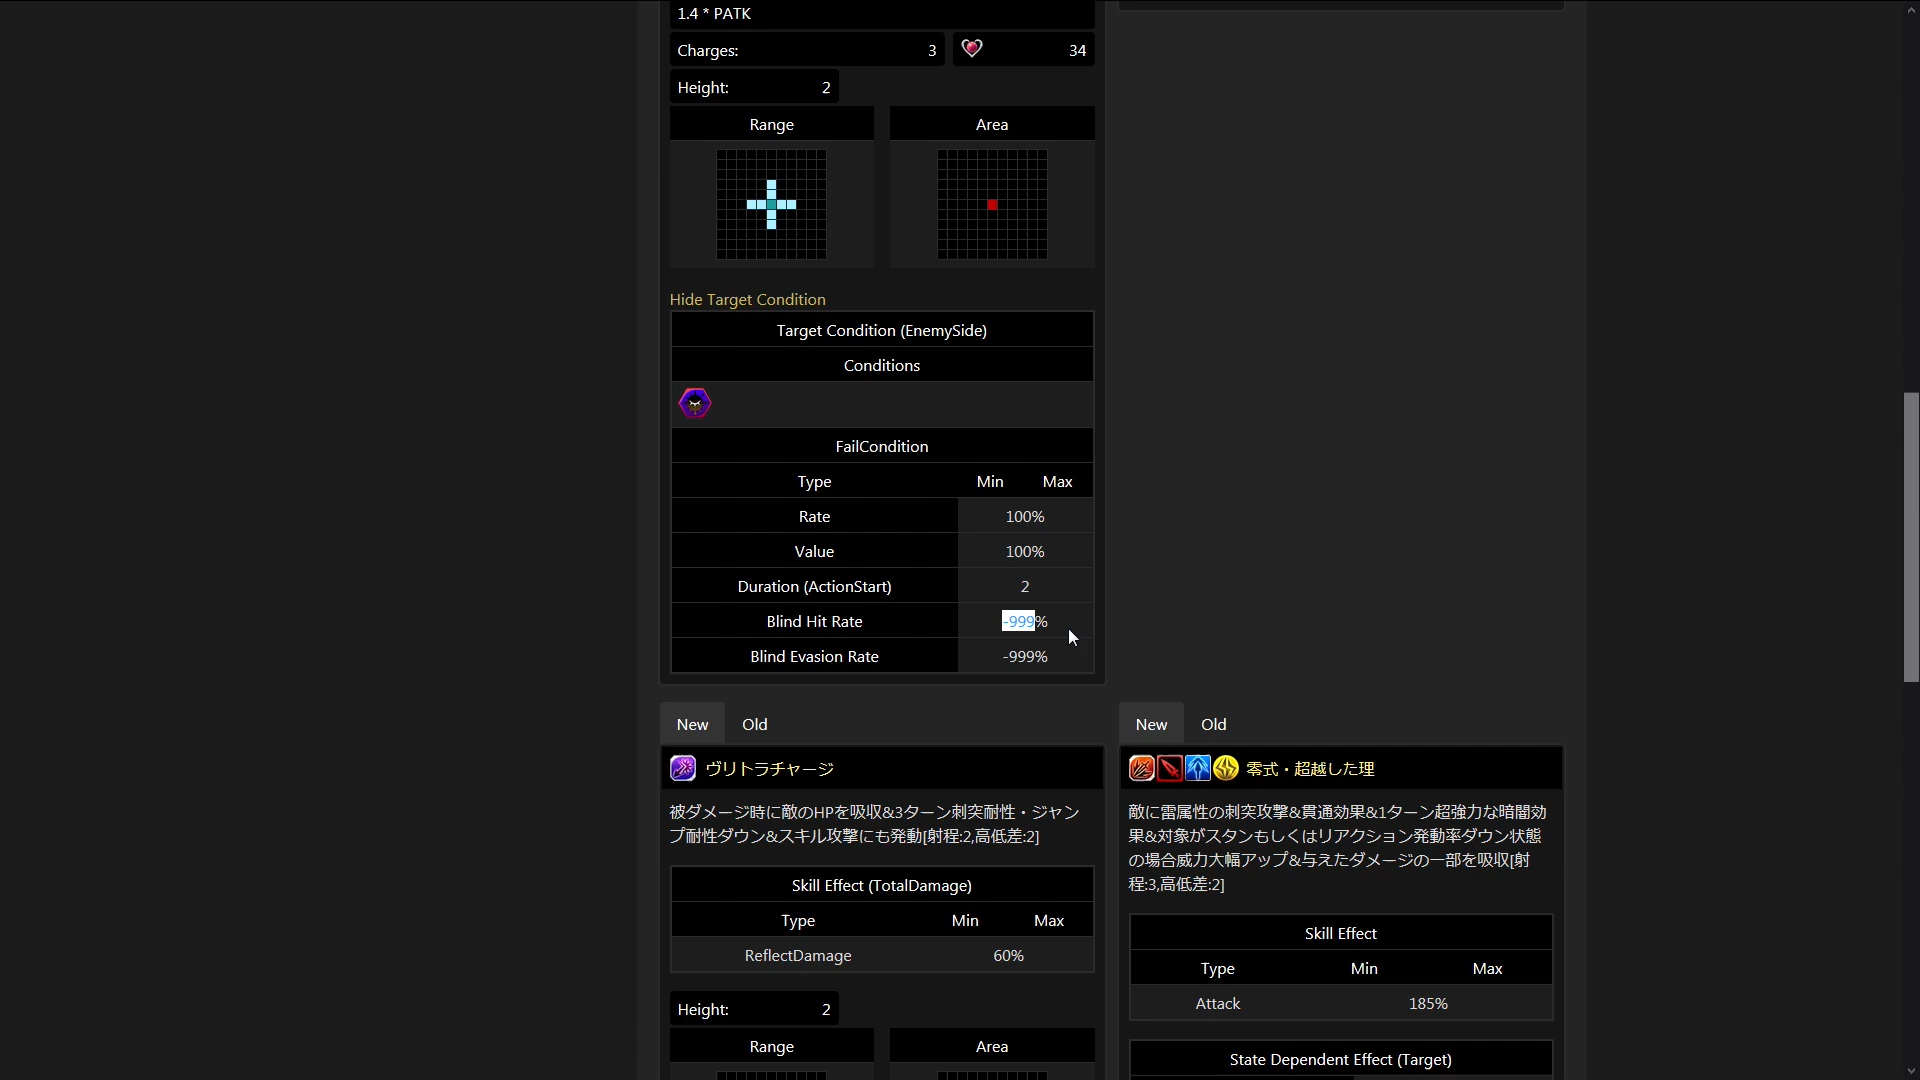 1.4 * PATK
Charges: 3 34
Height: 2
Range Area
Hide Target Condition
Target Condition (EnemySide)
Conditions
FailCondition
Type Min Max
Rate 100%
Value 100%
Duration (ActionStart) 2
Blind Hit Rate -999%
Blind Evasion Rate -999%
New Old
ヴリトラチャージ
被ダメージ時に敵のHPを吸収&3ターン刺突耐性・ジャン
プ耐性ダウン&スキル攻撃にも発動[射程:2,高低差:2]
Skill Effect (TotalDamage)
Type Min Max
ReflectDamage 60%
Height: 2
Range Area
New Old
零式・超越した理
敵に雷属性の刺突攻撃&貫通効果&1ターン超強力な暗闇効
果&対象がスタンもしくはリアクション発動率ダウン状態
の場合威力大幅アップ&与えたダメージの一部を吸収[射
程:3,高低差:2]
Skill Effect
Type Min Max
Attack 185%
State Dependent Effect (Target)